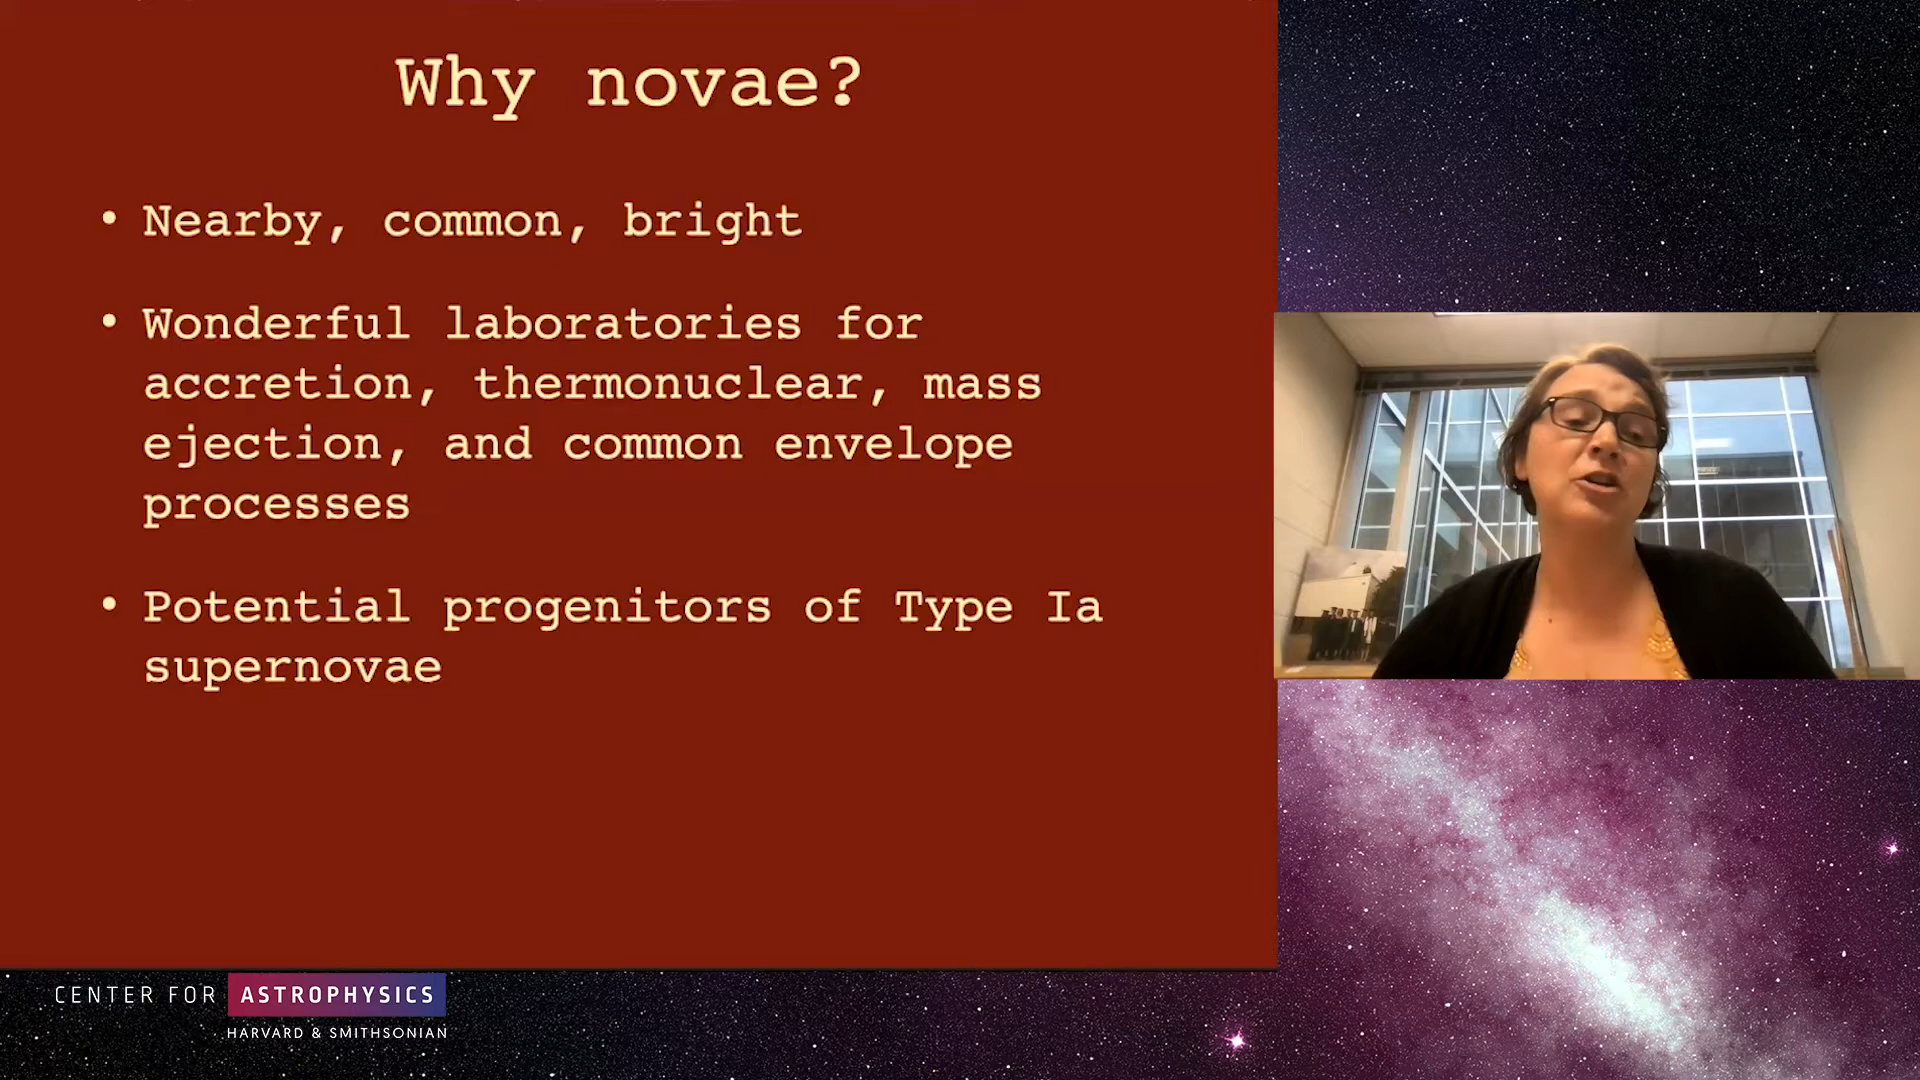 Why novae?
• Nearby, common, bright
• Wonderful laboratories for
accretion, thermonuclear, mass
ejection, and common envelope
processes
• Potential progenitors of Type Ia
supernovae
CENTER FOR ASTROPHYSICS
HARVARD & SMITHSONIAN